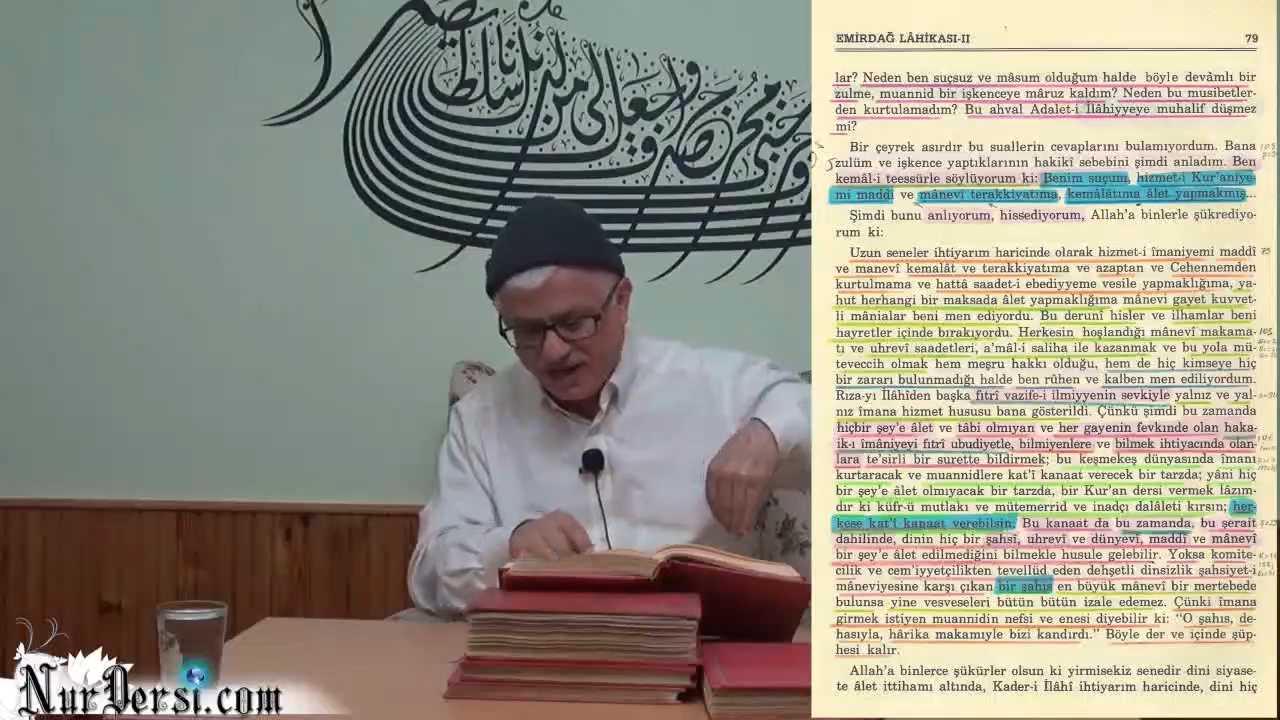 EMİRDAĞ LÂHİKASI-II 79
lar? Neden ben suçsuz ve mâsum olduğum halde böyle devâmlı bir
zulme, muannid bir işkenceye mâruz kaldım? Neden bu musibetler-
den kurtulamadım? Bu ahval Adalet-i İlâhiyyeye muhalif düşmez
mi?
Bir çeyrek asırdır bu suallerin cevaplarını bulamıyordum. Bana
zulüm ve işkence yaptıklarının hakikî sebebini şimdi anladım. Ben
kemâl-i teessürle söylüyorum ki: Benim suçum, hizmet-i Kur'aniye-
mi maddî ve mânevî terakkiyatıma, kemâlâtıma âlet yapmakmış...
Şimdi bunu anlıyorum, hissediyorum, Allah'a binlerle şükrediyo-
rum ki:
Uzun seneler ihtiyarım haricinde olarak hizmet-i îmaniyemi maddî
ve manevî kemalât ve terakkiyatıma ve azaptan ve Cehennemden
kurtulmama ve hattâ saadet-i ebediyyeme vesile yapmaklığıma, ya-
hut herhangi bir maksada âlet yapmaklığıma mânevi gayet kuvvet-
li mânialar beni men ediyordu. Bu derunî hisler ve ilhamlar beni
hayretler içinde bırakıyordu. Herkesin hoşlandığı mânevî makama-
tı ve uhrevî saadetleri, a'mâl-i saliha ile kazanmak ve bu yola mü-
teveccih olmak hem meşru hakkı olduğu, hem de hiç kimseye hiç
bir zararı bulunmadığı halde ben rûhen ve kalben men ediliyordum.
Rıza-yı İlâhîden başka fıtrî vazife-i ilmiyyenin sevkiyle yalnız ve yal-
nız îmana hizmet hususu bana gösterildi. Çünkü şimdi bu zamanda
hiçbir şey'e âlet ve tâbi olmıyan ve her gayenin fevkınde olan haka-
ik-ı îmâniyeyi fıtrî ubudiyetle, bilmiyenlere ve bilmek ihtiyacında olan-
lara te'sirli bir surette bildirmek; bu keşmekeş dünyasında îmanı
kurtaracak ve muannidlere kat'î kanaat verecek bir tarzda; yâni hiç
bir şey'e âlet olmıyacak bir tarzda, bir Kur'an dersi vermek lâzım-
dır ki küfr-ü mutlakı ve mütemerrid ve inadçı dalâleti kırsın; her-
kese kat'î kanaat verebilsin. Bu kanaat da bu zamanda, bu şerait
dahilinde, dinin hiç bir şahsî, uhrevî ve dünyevî, maddî ve mânevî
bir şey'e âlet edilmediğini bilmekle husule gelebilir. Yoksa komite-
cilik ve cem'iyyetçilikten tevellüd eden dehşetli dinsizlik şahsiyet-i
mâneviyesine karşı çıkan bir şahıs en büyük mânevî bir mertebede
bulunsa yine vesveseleri bütün bütün izale edemez. Çünki îmana
girmek istiyen muannidin nefsi ve enesi diyebilir ki: "O şahıs, de-
hasıyla, hârika makamıyle bizi kandırdı." Böyle der ve içinde şüp-
hesi kalır.
Allah'a binlerce şükürler olsun ki yirmisekiz senedir dini siyase-
te âlet ittihamı altında, Kader-i İlâhî ihtiyarım haricinde, dinî hiç
NurDersi.com